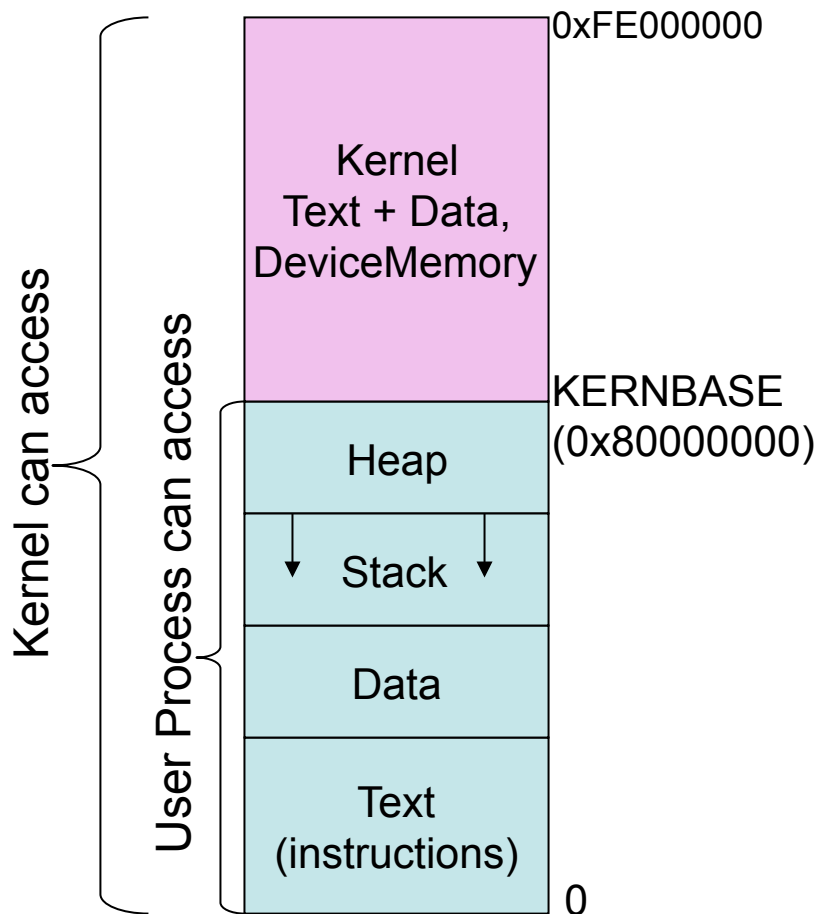 0xFE000000
Kernel
Text + Data,
DeviceMemory
KERNBASE
(0x80000000)
Heap
Stack
Data
Text
(instructions)
0
Kernel can access
User Process can access